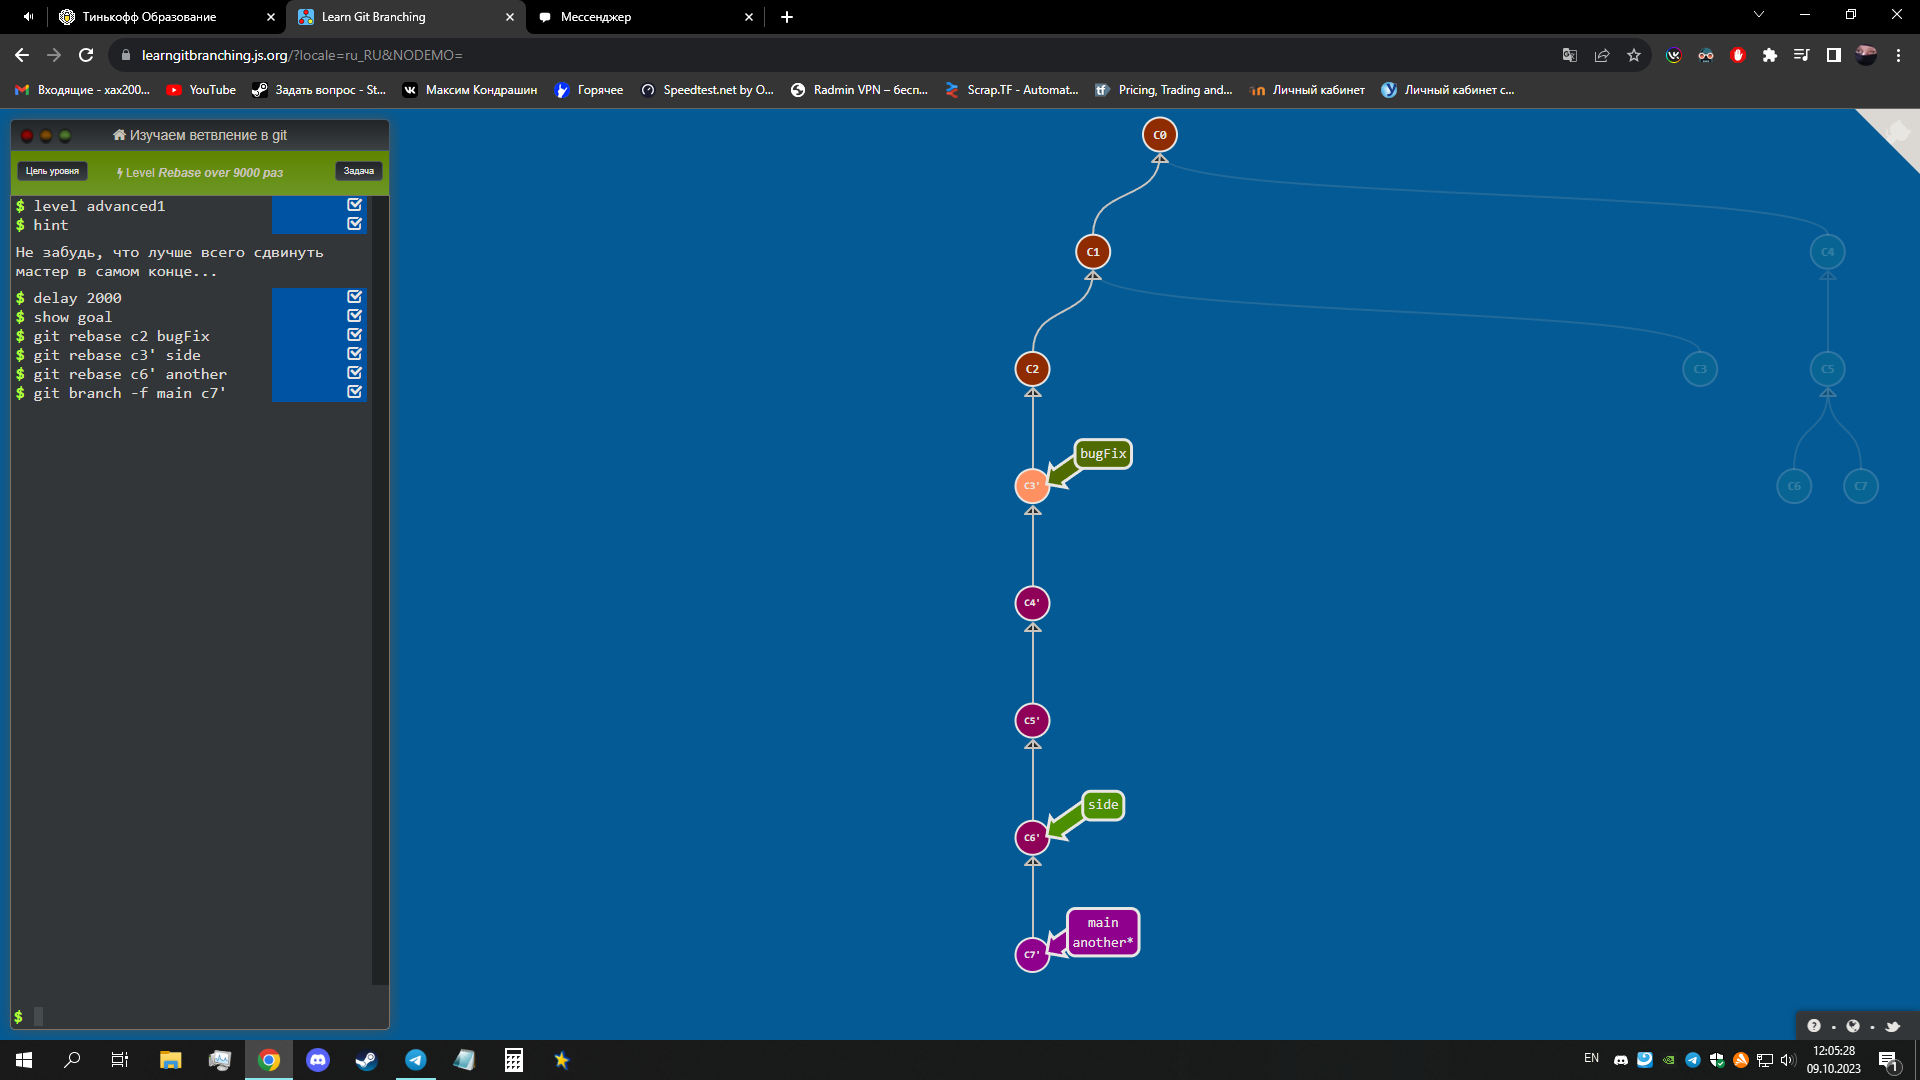 Тинькофф Образование
Learn Git Branching
Мессенджер
learngitbranching.js.org/?locale=ru_RU&NODEMO=
Входящие - xax200...
YouTube
Задать вопрос - St...
Максим Кондрашин
Горячее
Speedtest.net by O...
Radmin VPN – бесп...
Scrap.TF - Automat...
Pricing, Trading and...
Личный кабинет
Личный кабинет с...
Изучаем ветвление в git
Цель уровня
Level Rebase over 9000 раз
Задача
$ level advanced1
$ hint
Не забудь, что лучше всего сдвинуть
мастер в самом конце...
$ delay 2000
$ show goal
$ git rebase c2 bugFix
$ git rebase c3' side
$ git rebase c6' another
$ git branch -f main c7'
$
C0
C1
C4
C2
C3
C5
bugFix
C3'
C6
C7
C4'
C5'
side
C6'
main
another*
C7'
EN
12:05:28
09.10.2023
1